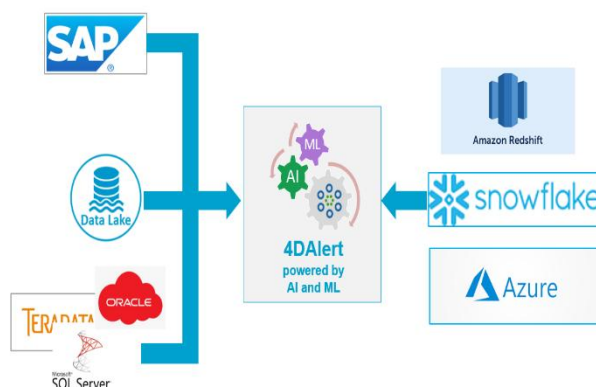 SAP
®
Data Lake
TERADATA
ORACLE
Microsoft
SQL Server
ML
AI
4DAlert
powered by
AI and ML
Amazon Redshift
snowflake
Azure